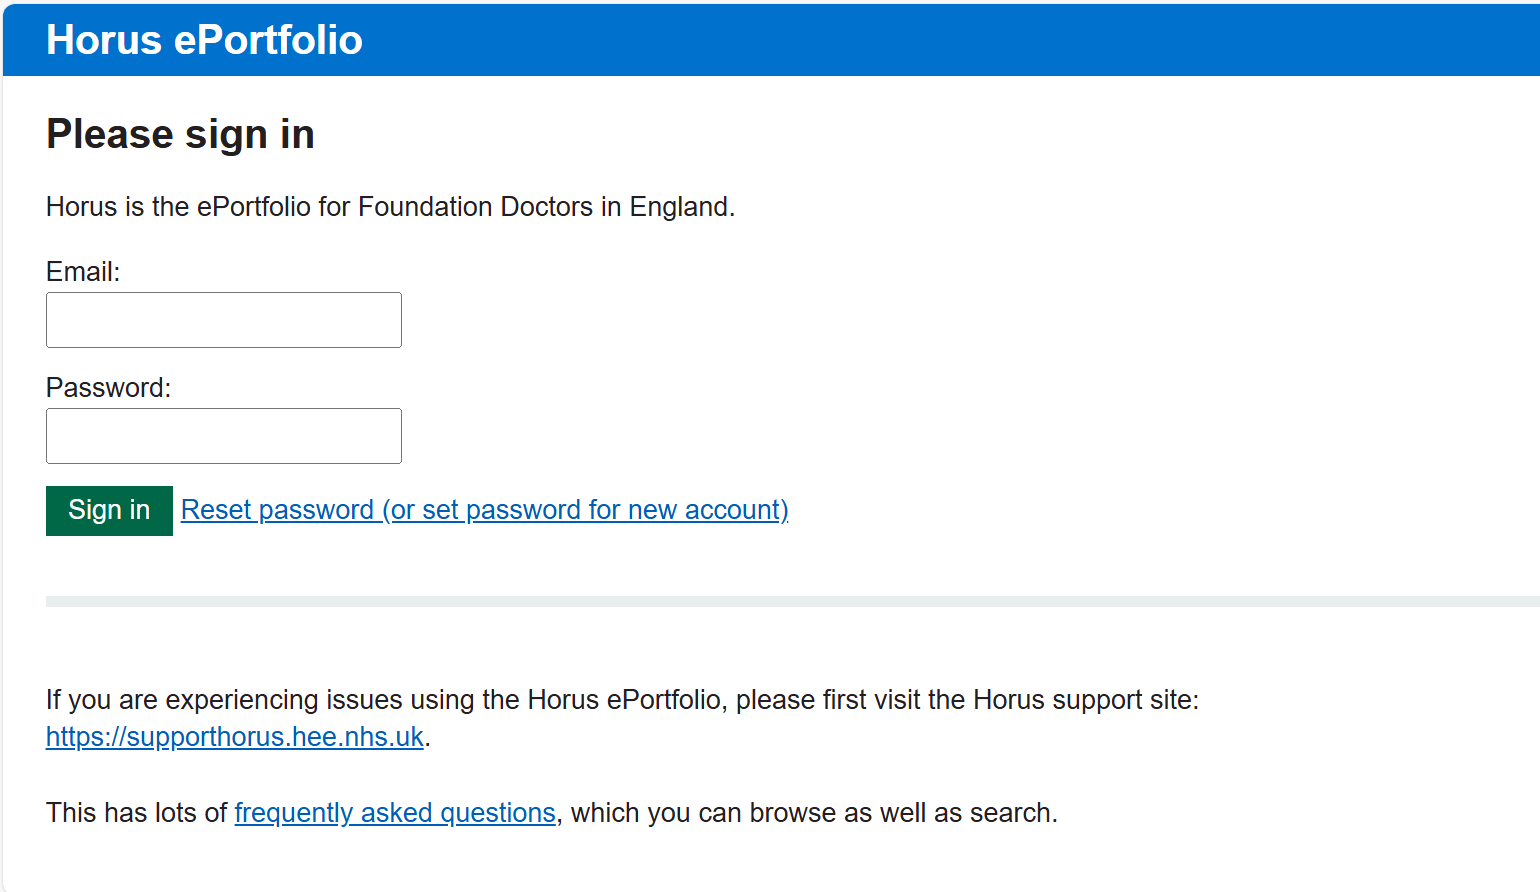 Horus ePortfolio
Please sign in
Horus is the ePortfolio for Foundation Doctors in England.
Email:
Password:
Sign in Reset password (or set password for new account)
If you are experiencing issues using the Horus ePortfolio, please first visit the Horus support site:
https://supporthorus.hee.nhs.uk.
This has lots of frequently asked questions, which you can browse as well as search.